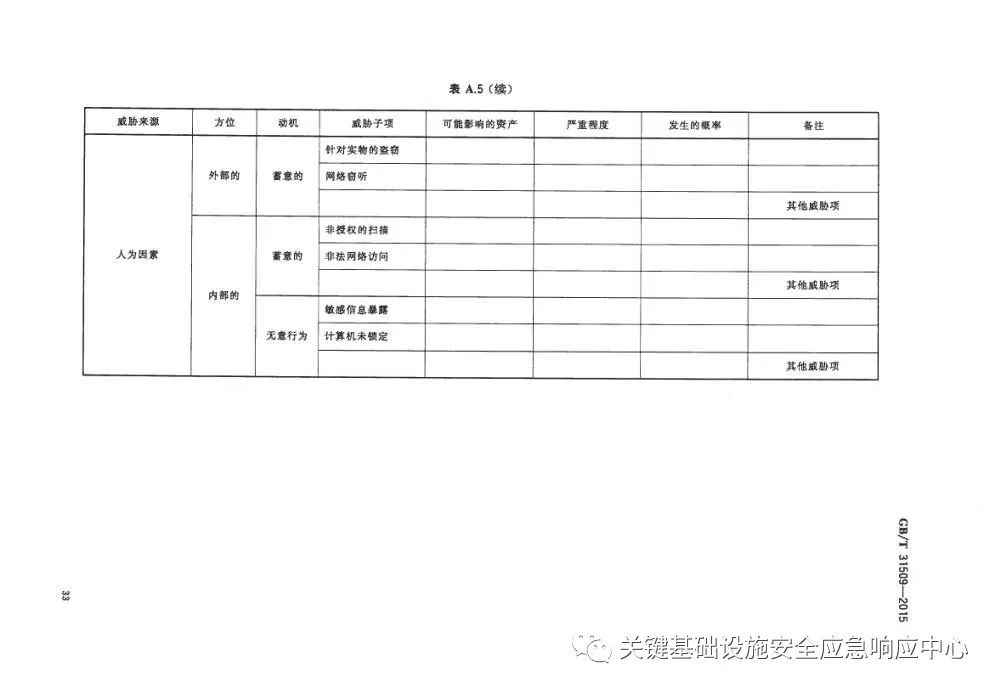 表 A.5(续)
威胁来源 方位 动机 威胁子项 可能影响的资产 严重程度 发生的概率 备注
针对实物的盗窃
外部的 蓄意的 网络窃听
其他威胁项
非授权的扫描
人为因素 蓄意的 非法网络访问
其他威胁项
内部的
敏感信息暴露
无意行为 计算机未锁定
其他威胁项
GB/T 31509—2015
33
关键基础设施安全应急响应中心